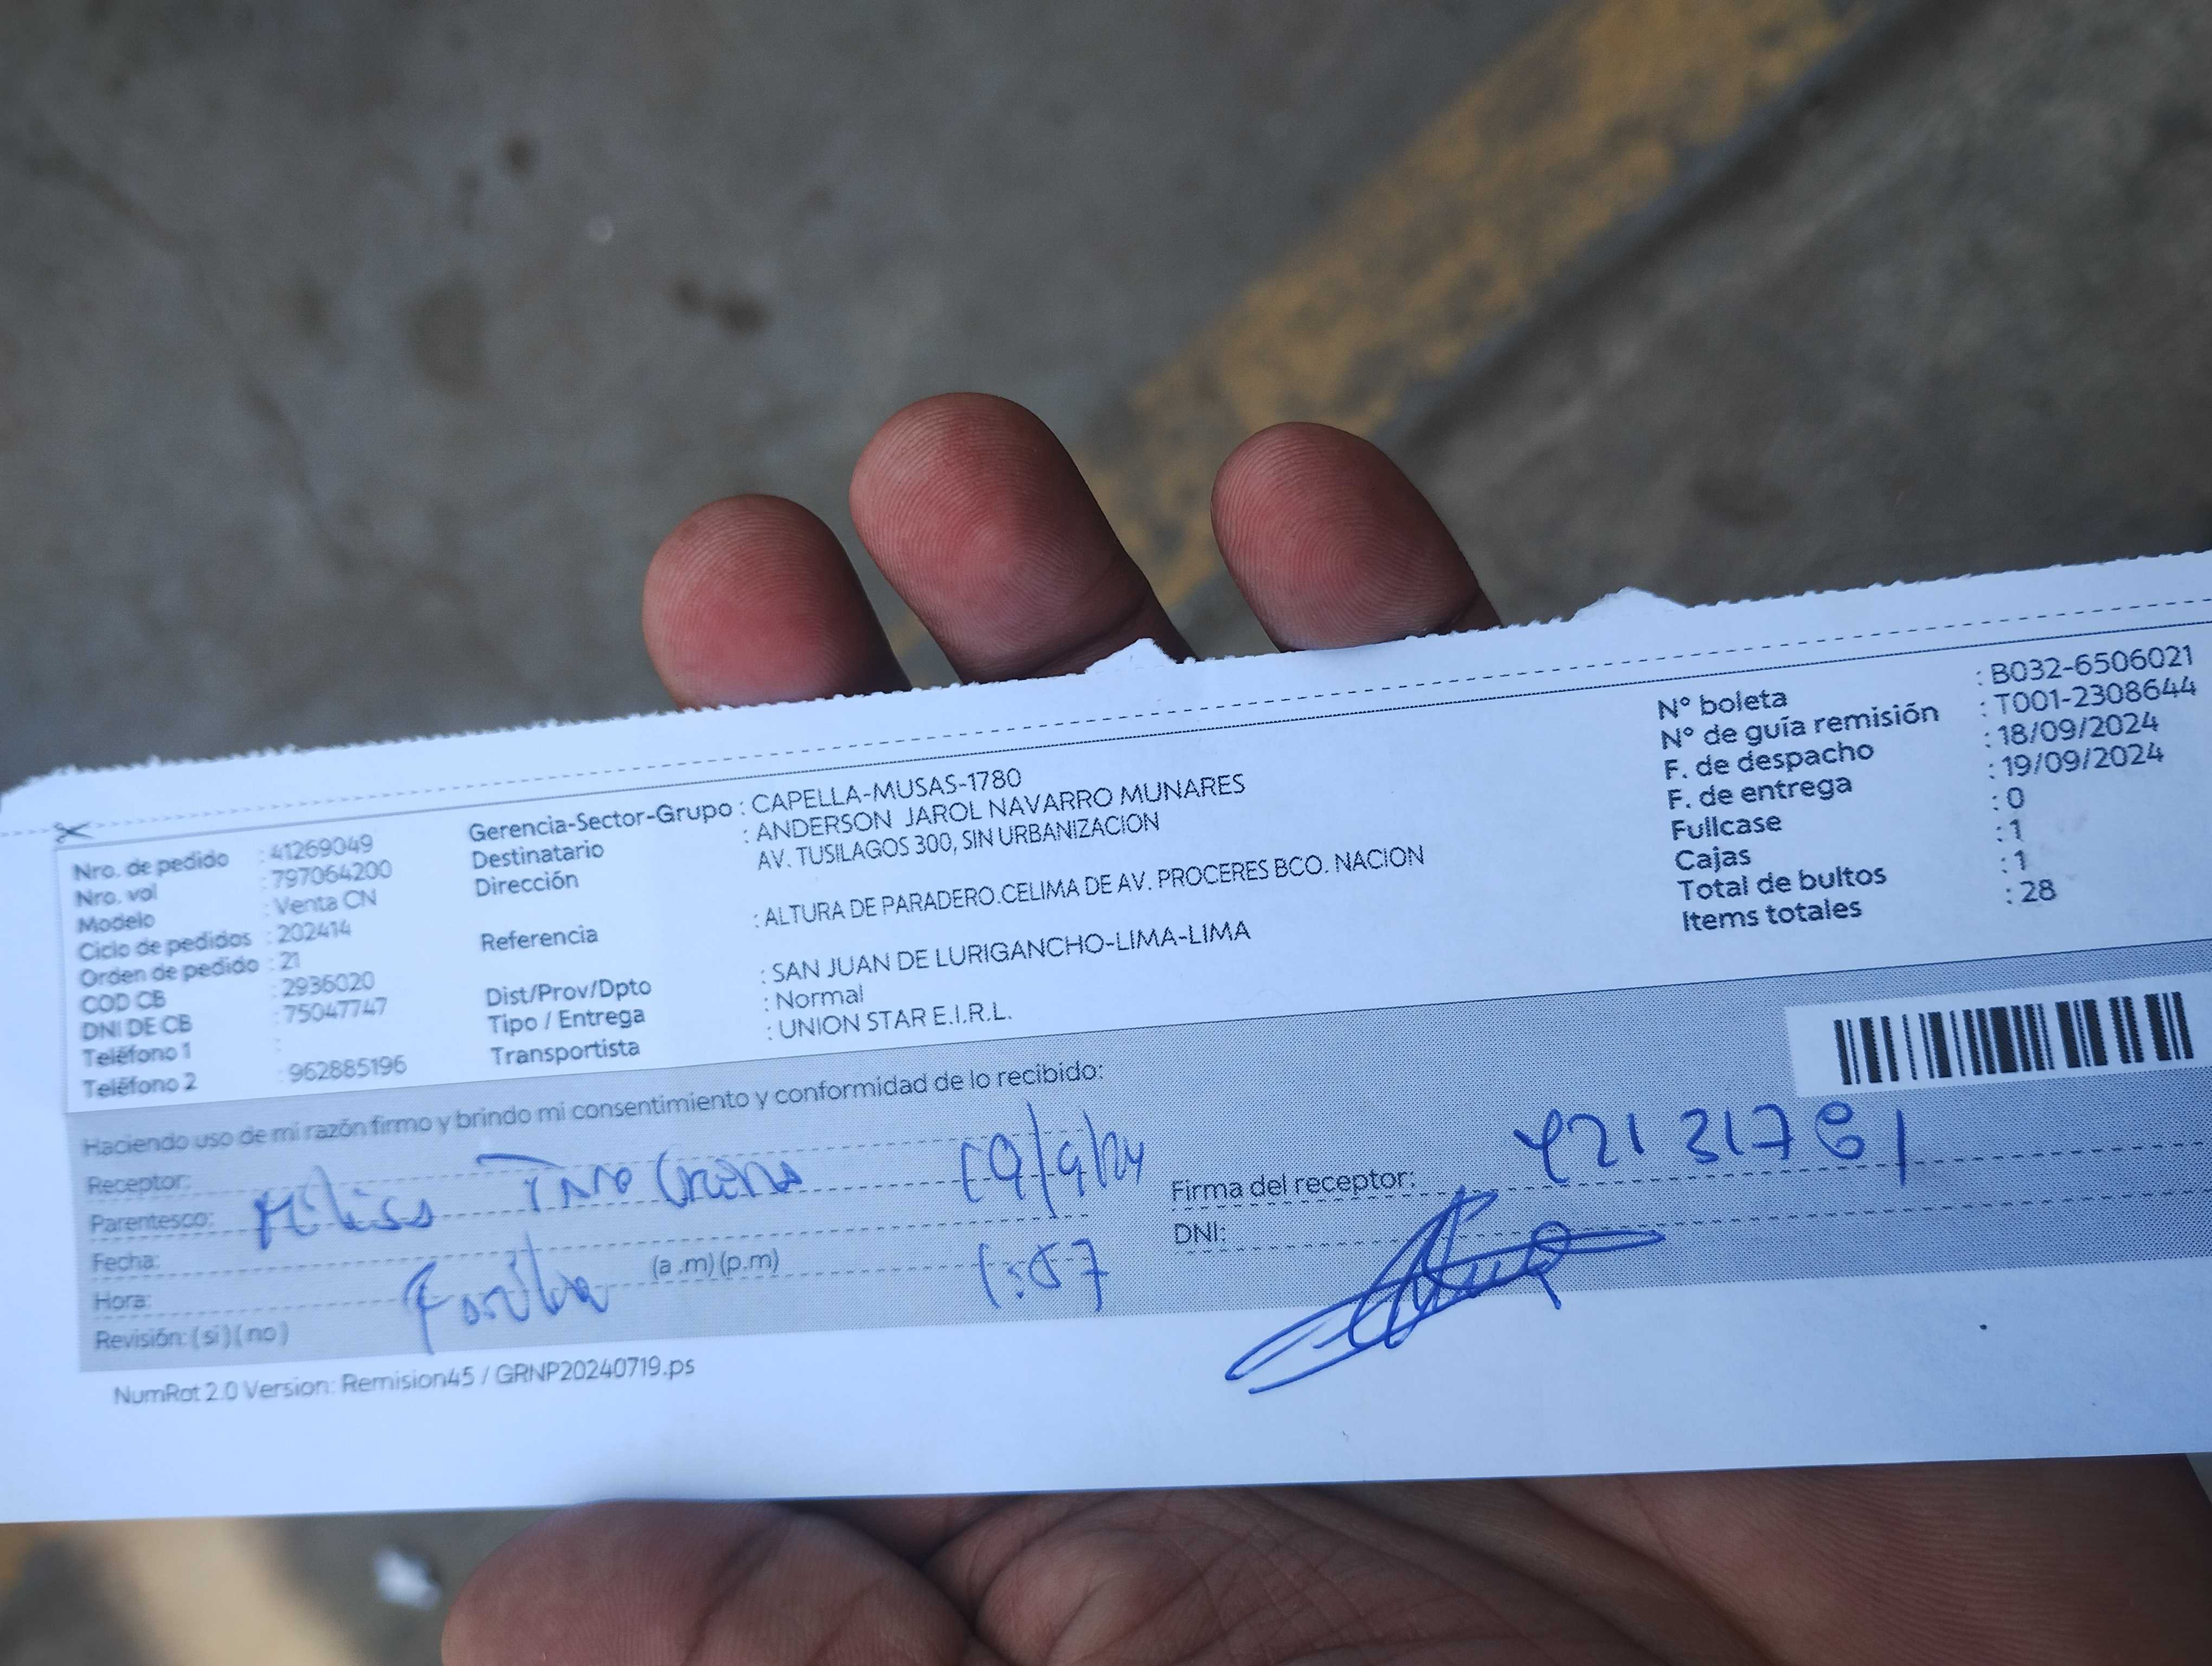 Nro. de pedido : 41269049
Nro. vol : 797064200
Modelo : Venta CN
Ciclo de pedidos : 202414
Orden de pedido : 21
COD CB : 2936020
DNI DE CB : 75047747
Teléfono 1 :
Teléfono 2 : 962885196
Gerencia-Sector-Grupo : CAPELLA-MUSAS-1780
Destinatario : ANDERSON JAROL NAVARRO MUNARES
Dirección AV. TUSILAGOS 300, SIN URBANIZACION
Referencia : ALTURA DE PARADERO.CELIMA DE AV. PROCERES BCO. NACION
Dist/Prov/Dpto : SAN JUAN DE LURIGANCHO-LIMA-LIMA
Tipo / Entrega : Normal
Transportista : UNION STAR E.I.R.L.
N° boleta : B032-6506021
N° de guía remisión : T001-2308644
F. de despacho : 18/09/2024
F. de entrega : 19/09/2024
Fullcase : 0
Cajas : 1
Total de bultos : 1
Items totales : 28
Haciendo uso de mi razón firmo y brindo mi consentimiento y conformidad de lo recibido:
Receptor:
Parentesco:
19/9/24
Fecha:
Hora: (a .m) (p.m)
1:57
Revisión: ( si ) ( no )
Firma del receptor:
DNI:
NumRot 2.0 Version: Remision45 / GRNP20240719.ps